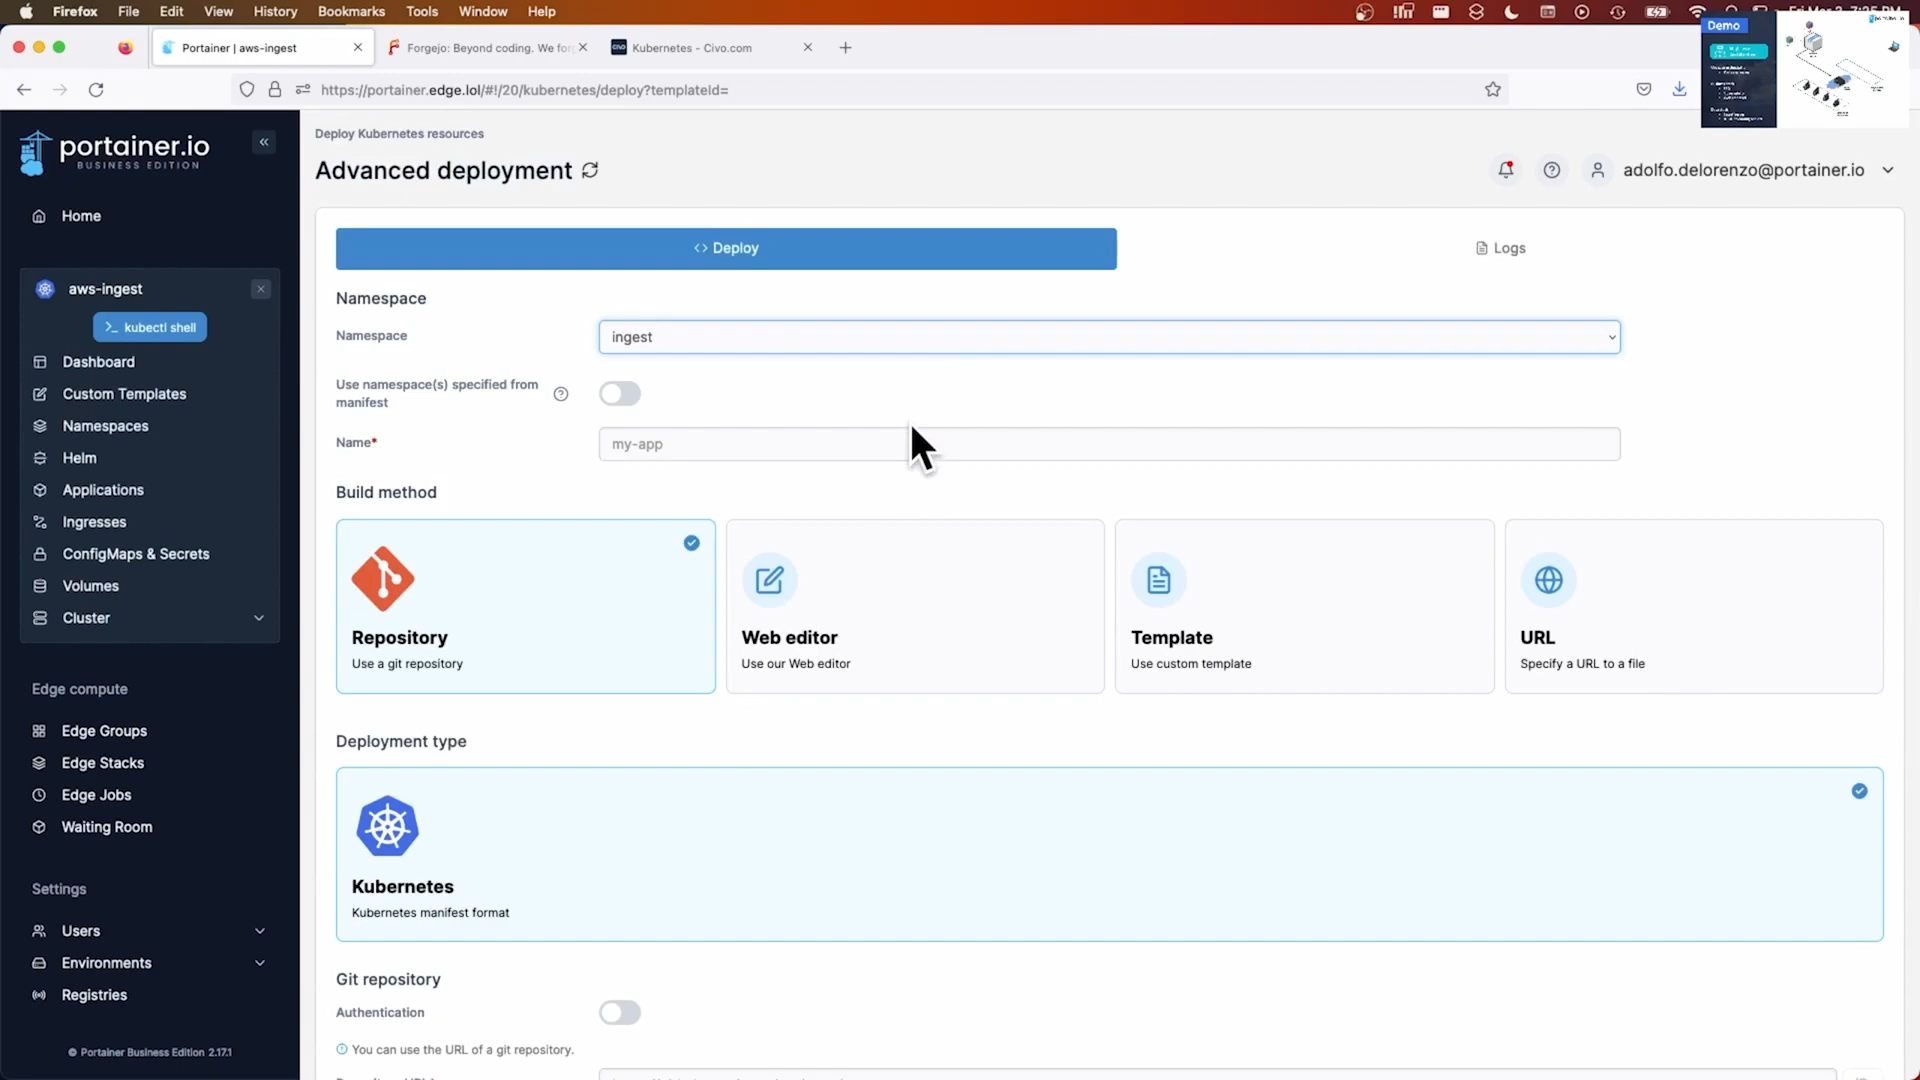 Firefox File Edit View History Bookmarks Tools Window Help
Portainer | aws-ingest
Forgejo: Beyond coding. We for
Kubernetes - Civo.com
https://portainer.edge.lol/#!/20/kubernetes/deploy?templateId=
Demo
portainer.io
BUSINESS EDITION
Home
aws-ingest
kubectl shell
Dashboard
Custom Templates
Namespaces
Helm
Applications
Ingresses
ConfigMaps & Secrets
Volumes
Cluster
Edge compute
Edge Groups
Edge Stacks
Edge Jobs
Waiting Room
Settings
Users
Environments
Registries
© Portainer Business Edition 2.17.1
Deploy Kubernetes resources
Advanced deployment
adolfo.delorenzo@portainer.io
Deploy
Logs
Namespace
Namespace
ingest
Use namespace(s) specified from
manifest
Name*
my-app
Build method
Repository
Use a git repository
Web editor
Use our Web editor
Template
Use custom template
URL
Specify a URL to a file
Deployment type
Kubernetes
Kubernetes manifest format
Git repository
Authentication
You can use the URL of a git repository.